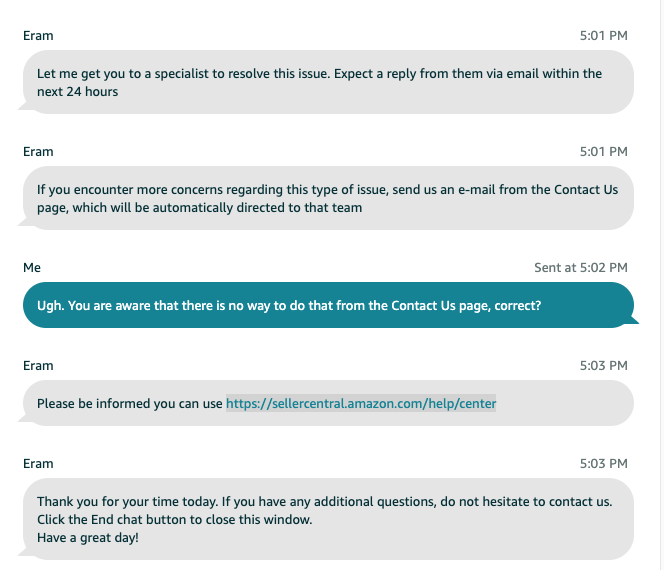 Eram 5:01 PM
Let me get you to a specialist to resolve this issue. Expect a reply from them via email within the
next 24 hours
Eram 5:01 PM
If you encounter more concerns regarding this type of issue, send us an e-mail from the Contact Us
page, which will be automatically directed to that team
Me Sent at 5:02 PM
Ugh. You are aware that there is no way to do that from the Contact Us page, correct?
Eram 5:03 PM
Please be informed you can use https://sellercentral.amazon.com/help/center
Eram 5:03 PM
Thank you for your time today. If you have any additional questions, do not hesitate to contact us.
Click the End chat button to close this window.
Have a great day!